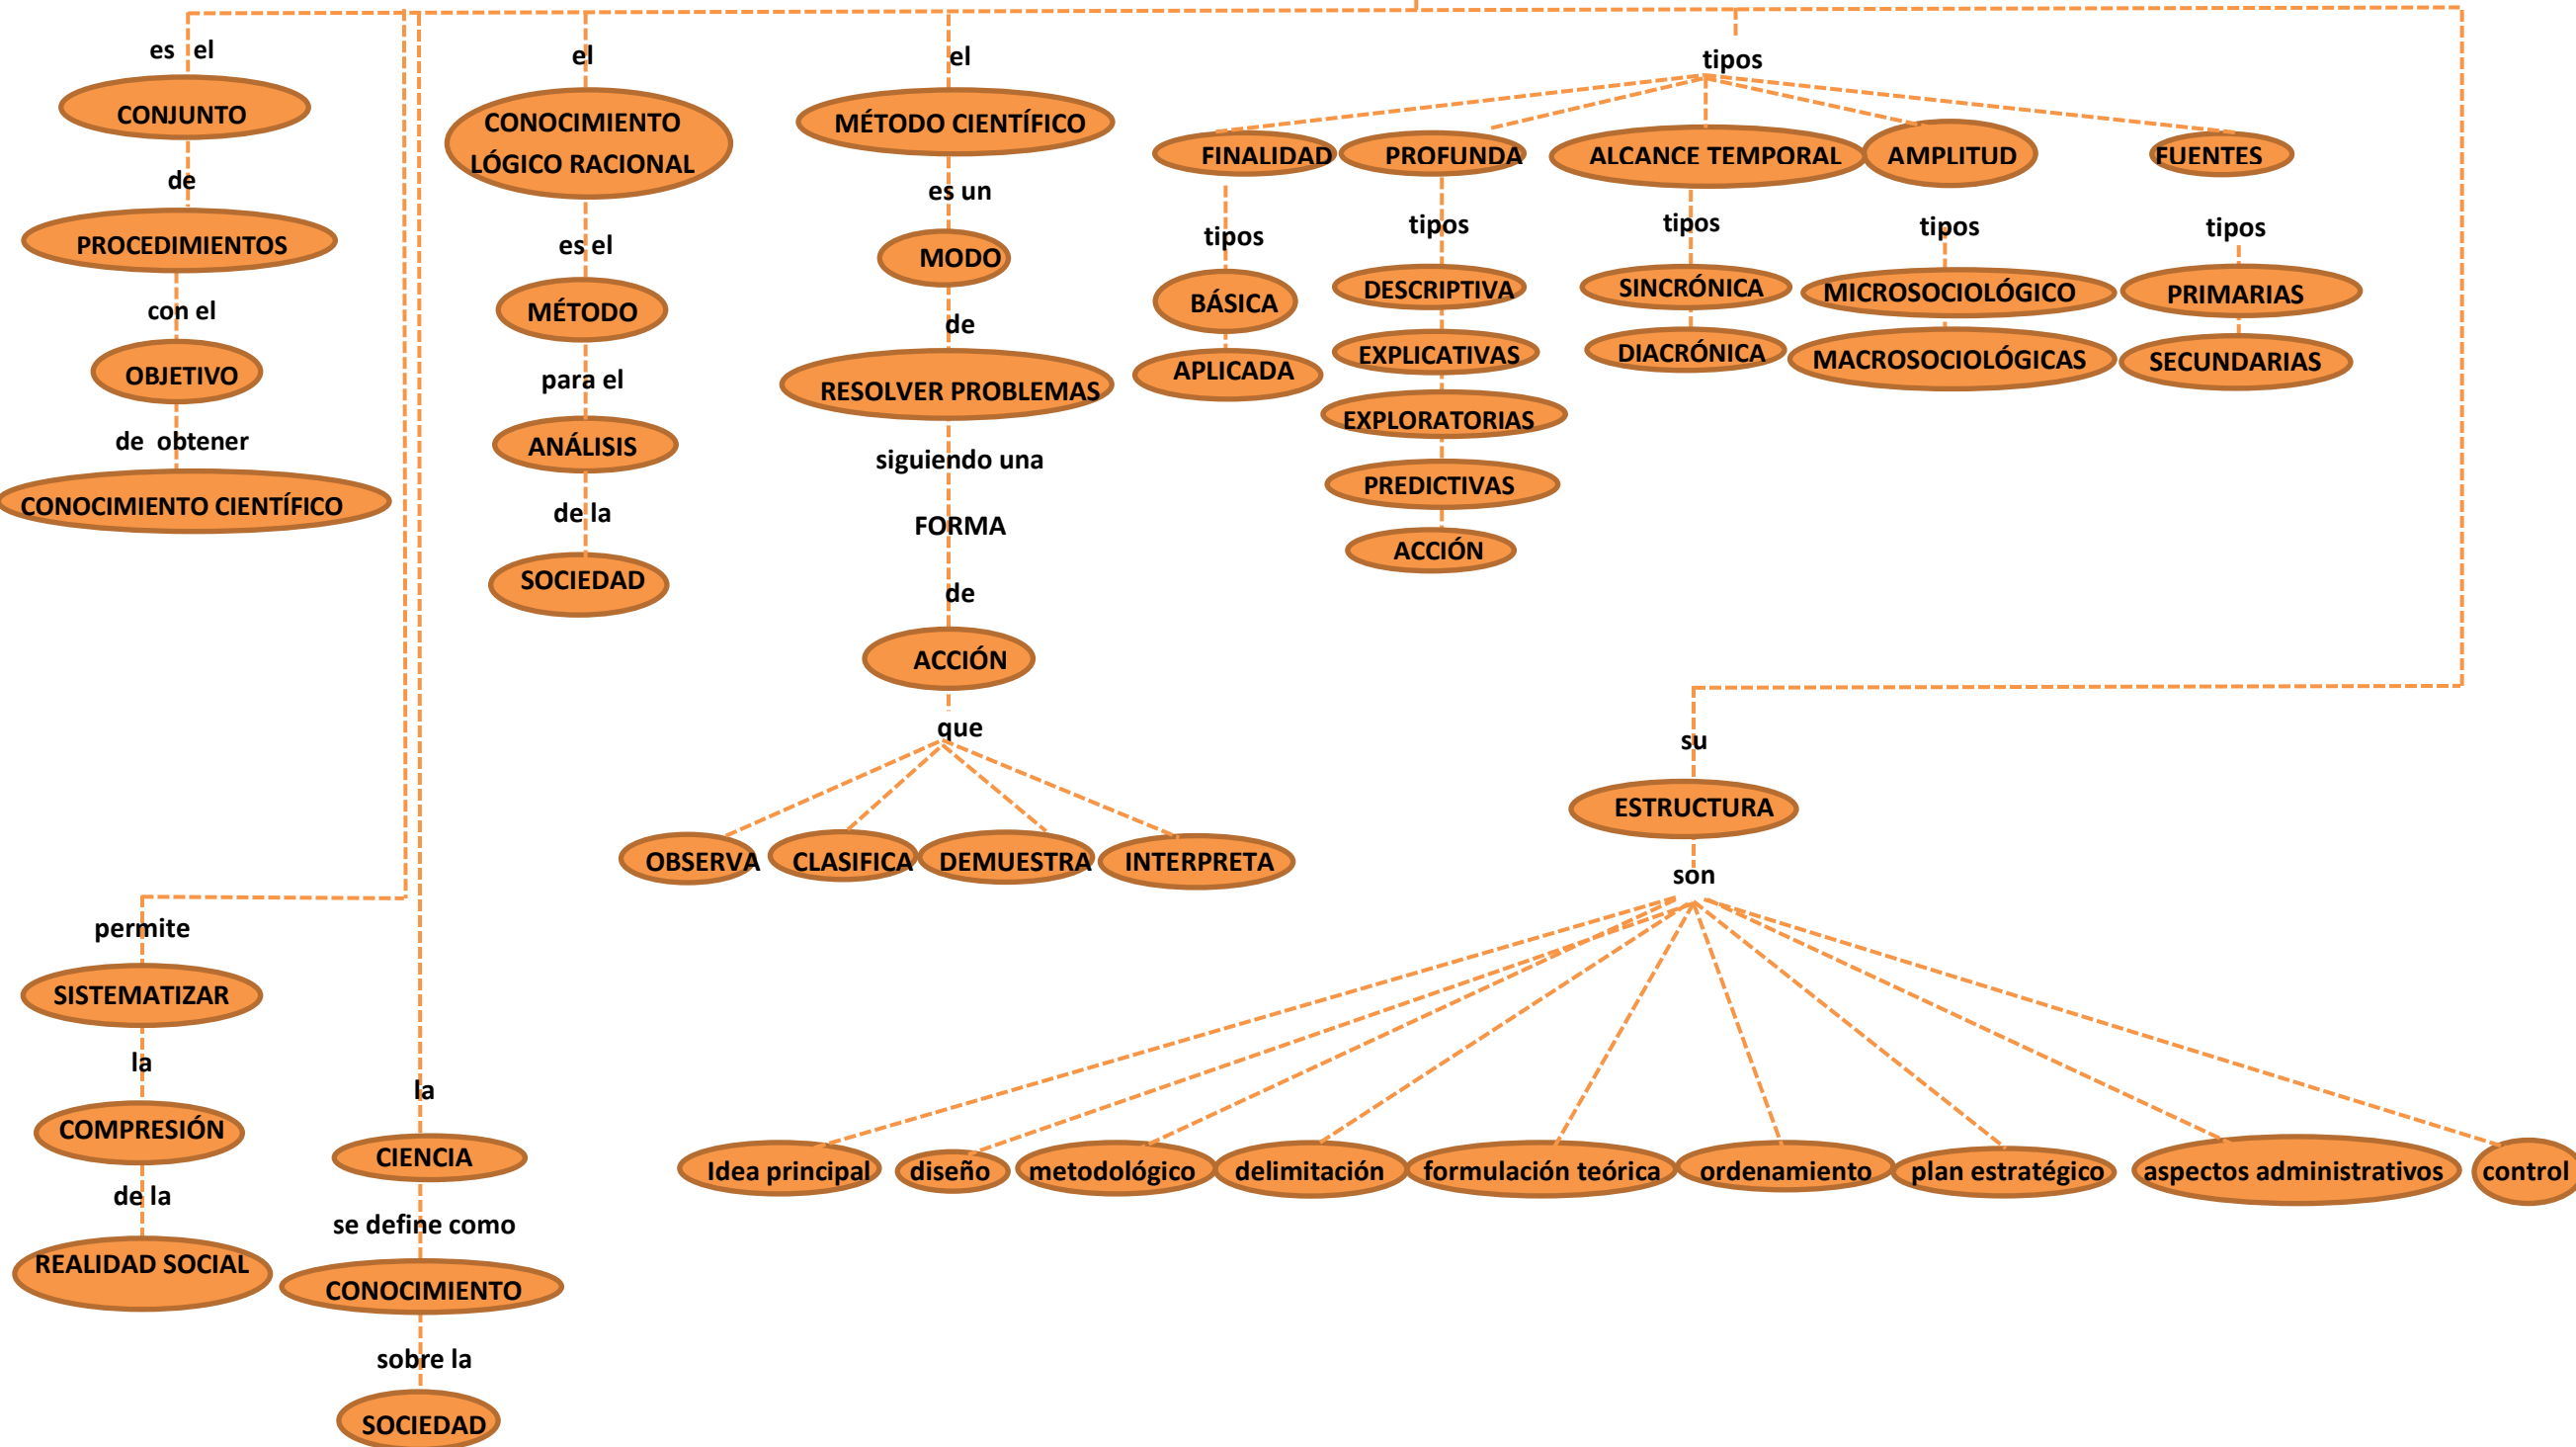 es el
CONJUNTO
de
PROCEDIMIENTOS
con el
OBJETIVO
de obtener
CONOCIMIENTO CIENTÍFICO
permite
SISTEMATIZAR
la
COMPRESIÓN
de la
REALIDAD SOCIAL
la
CIENCIA
se define como
CONOCIMIENTO
sobre la
SOCIEDAD
el
CONOCIMIENTO
LÓGICO RACIONAL
es el
MÉTODO
para el
ANÁLISIS
de la
SOCIEDAD
el
MÉTODO CIENTÍFICO
es un
MODO
de
RESOLVER PROBLEMAS
siguiendo una
FORMA
de
ACCIÓN
que
OBSERVA
CLASIFICA
DEMUESTRA
INTERPRETA
tipos
FINALIDAD
tipos
BÁSICA
APLICADA
PROFUNDA
tipos
DESCRIPTIVA
EXPLICATIVAS
EXPLORATORIAS
PREDICTIVAS
ACCIÓN
ALCANCE TEMPORAL
tipos
SINCRÓNICA
DIACRÓNICA
AMPLITUD
tipos
MICROSOCIOLÓGICO
MACROSOCIOLÓGICAS
FUENTES
tipos
PRIMARIAS
SECUNDARIAS
su
ESTRUCTURA
son
Idea principal
diseño
metodológico
delimitación
formulación teórica
ordenamiento
plan estratégico
aspectos administrativos
control